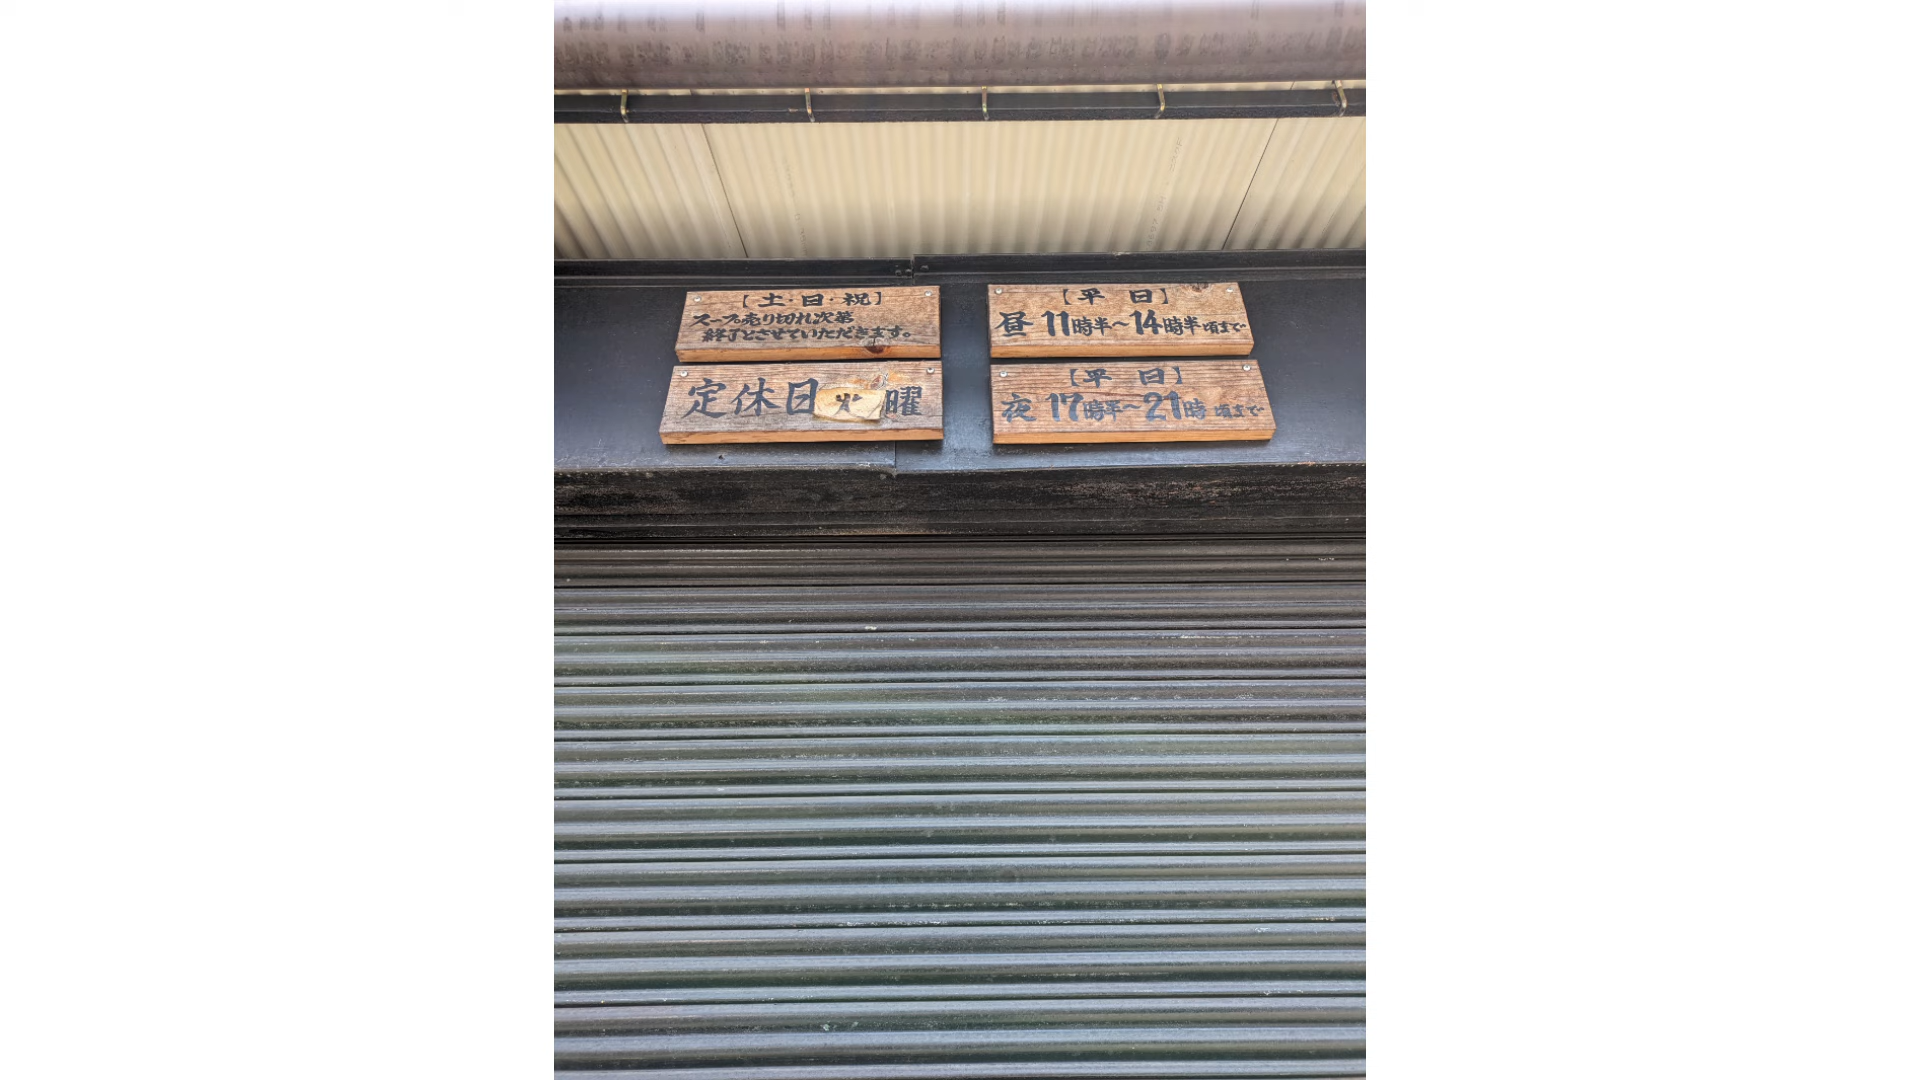 【土・日・祝】
スープ売り切れ次第
終了とさせていただきます。
定休日 火曜
【平 日】
昼 11時半〜14時半頃まで
【平 日】
夜 17時半〜21時頃まで